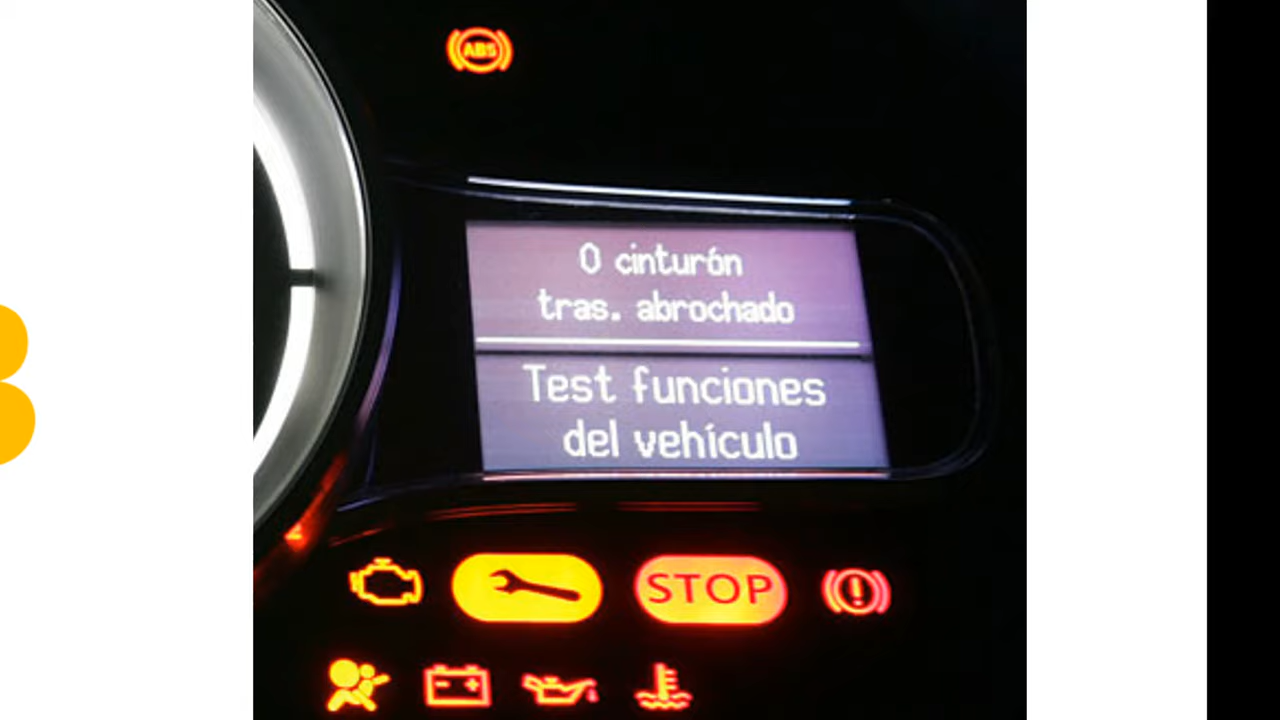 ABS
0 cinturón
tras. abrochado
Test funciones
del vehículo
STOP